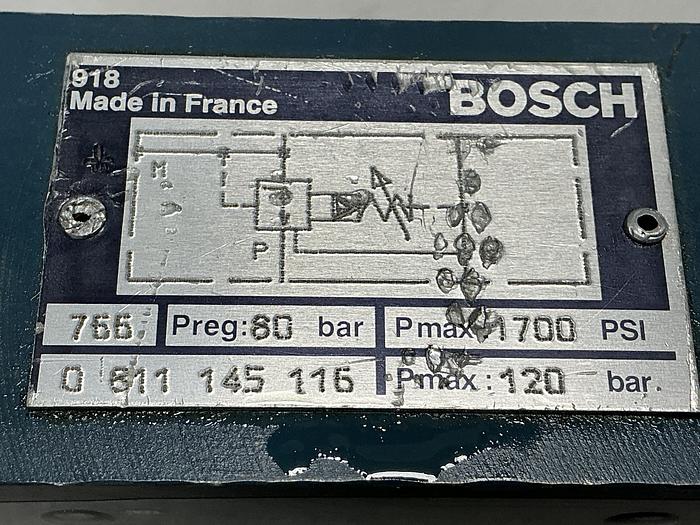 918
Made in France
BOSCH
M
P
766 Preg:80 bar Pmax:1700 PSI
0 811 145 116 Pmax:120 bar.